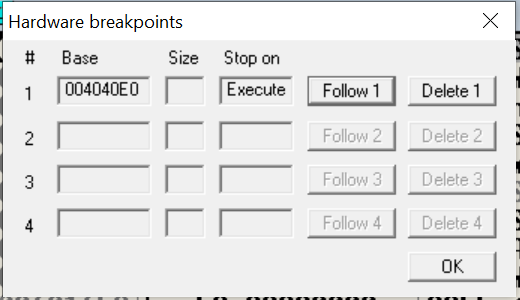 Hardware breakpoints
# Base Size Stop on
1 004040E0 Execute Follow 1 Delete 1
2 Follow 2 Delete 2
3 Follow 3 Delete 3
4 Follow 4 Delete 4
OK